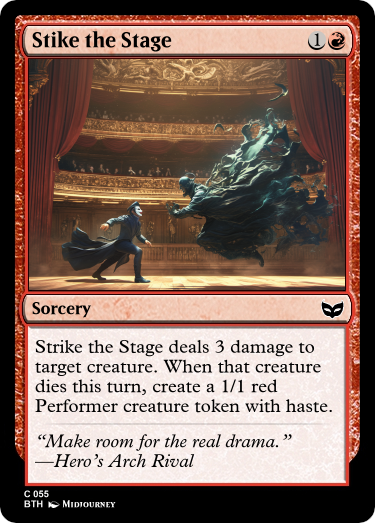 Stike the Stage 1
Sorcery
Strike the Stage deals 3 damage to
target creature. When that creature
dies this turn, create a 1/1 red
Performer creature token with haste.
“Make room for the real drama.”
—Hero’s Arch Rival
C 055
BTH Midjourney